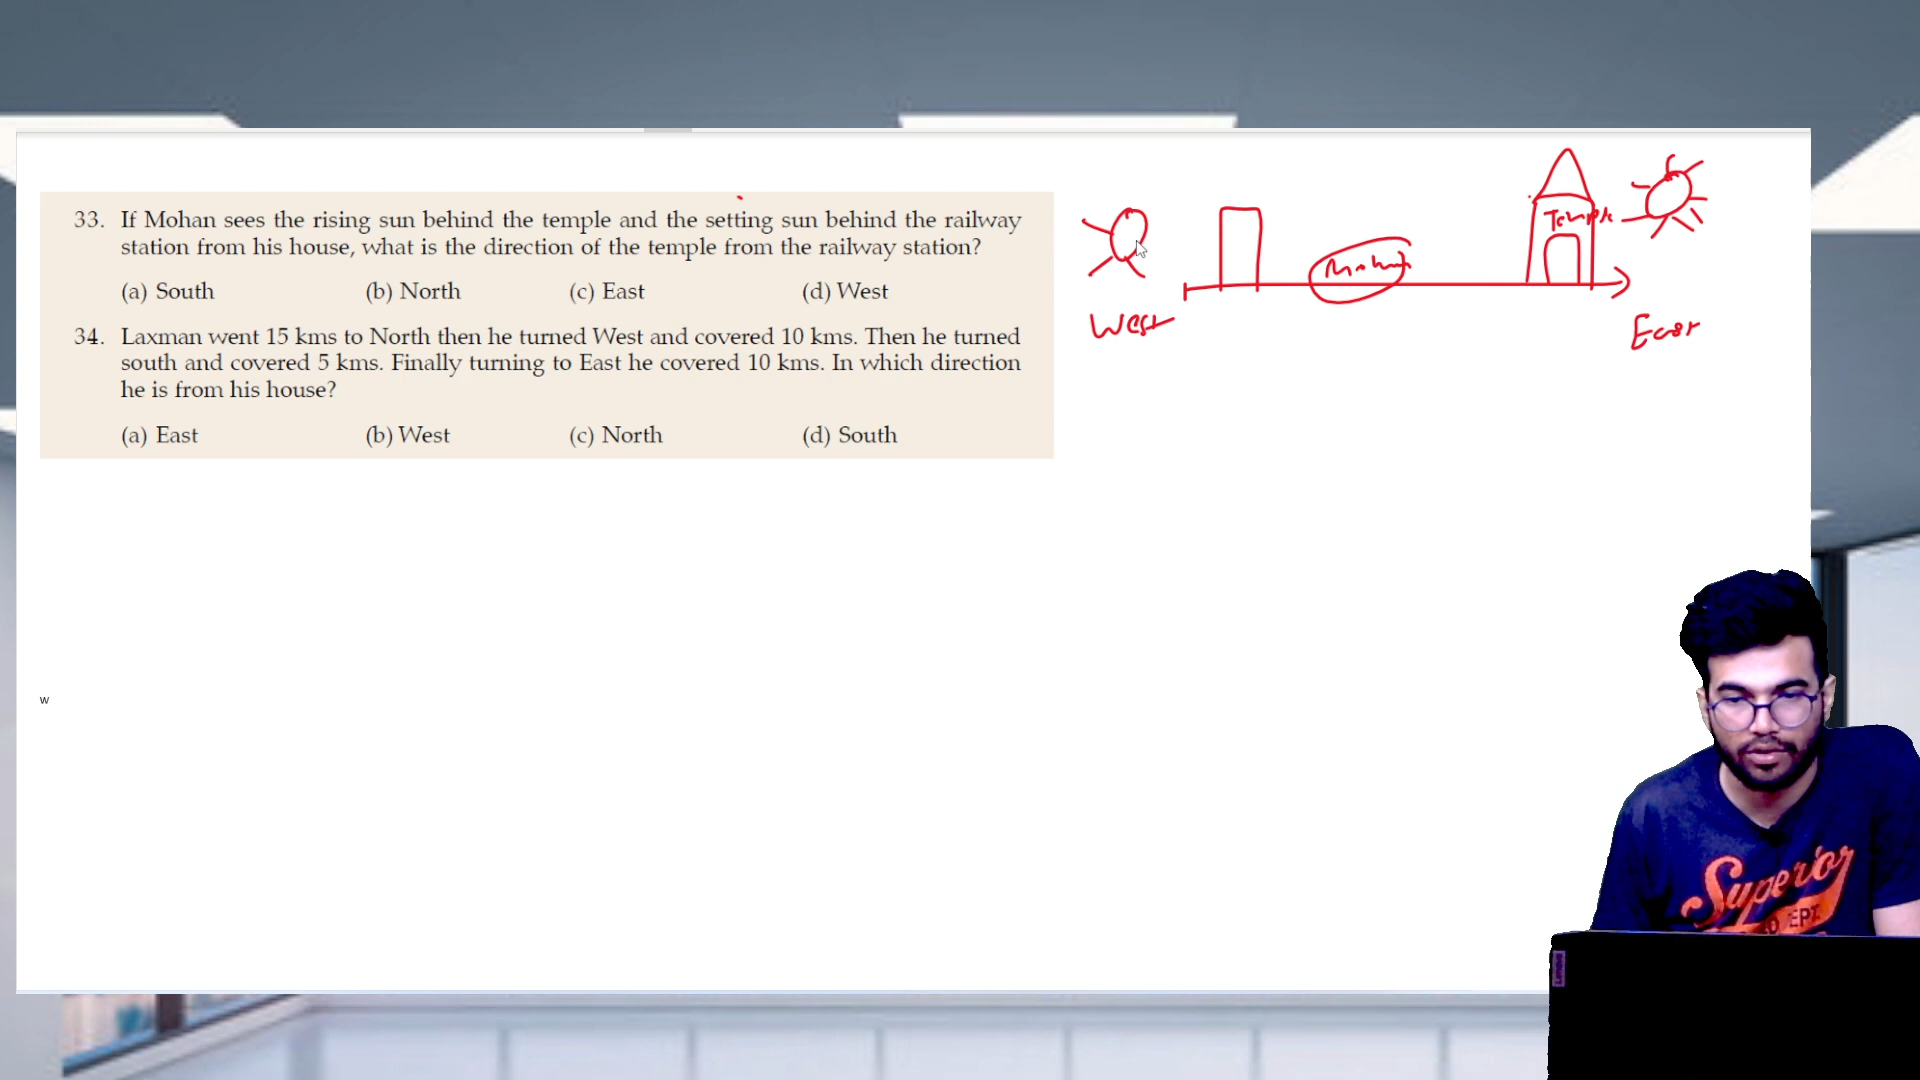 33. If Mohan sees the rising sun behind the temple and the setting sun behind the railway
station from his house, what is the direction of the temple from the railway station?
(a) South (b) North (c) East (d) West
34. Laxman went 15 kms to North then he turned West and covered 10 kms. Then he turned
south and covered 5 kms. Finally turning to East he covered 10 kms. In which direction
he is from his house?
(a) East (b) West (c) North (d) South
Temple
Mohan
West
East
w
Superior
DEPT.